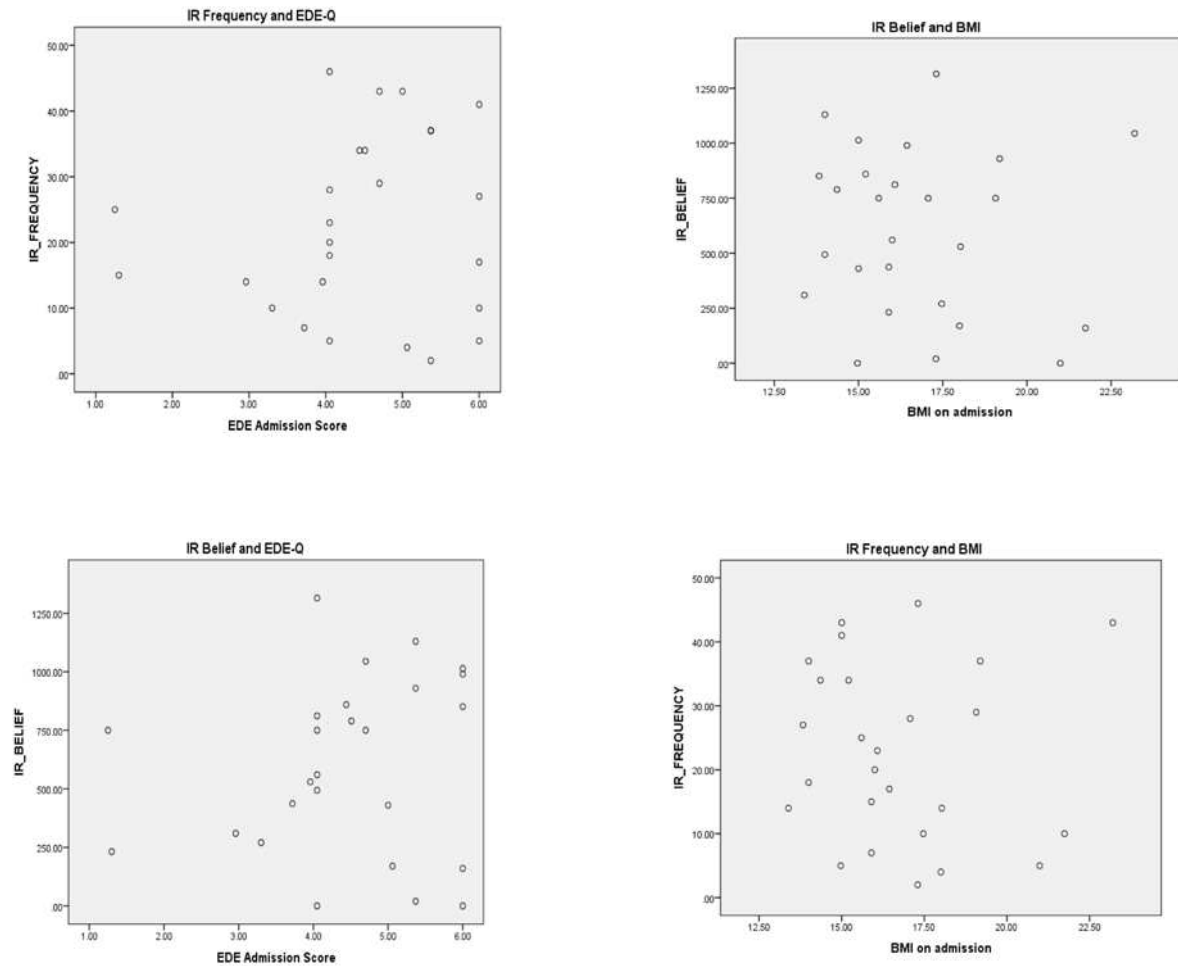 IR Frequency and EDE-Q
50.00
40.00
30.00
20.00
10.00
.00
IR_FREQUENCY
1.00 2.00 3.00 4.00 5.00 6.00
EDE Admission Score
IR Belief and BMI
1250.00
1000.00
750.00
500.00
250.00
.00
IR_BELIEF
12.50 15.00 17.50 20.00 22.50
BMI on admission
IR Belief and EDE-Q
1250.00
1000.00
750.00
500.00
250.00
.00
IR_BELIEF
1.00 2.00 3.00 4.00 5.00 6.00
EDE Admission Score
IR Frequency and BMI
50.00
40.00
30.00
20.00
10.00
.00
IR_FREQUENCY
12.50 15.00 17.50 20.00 22.50
BMI on admission